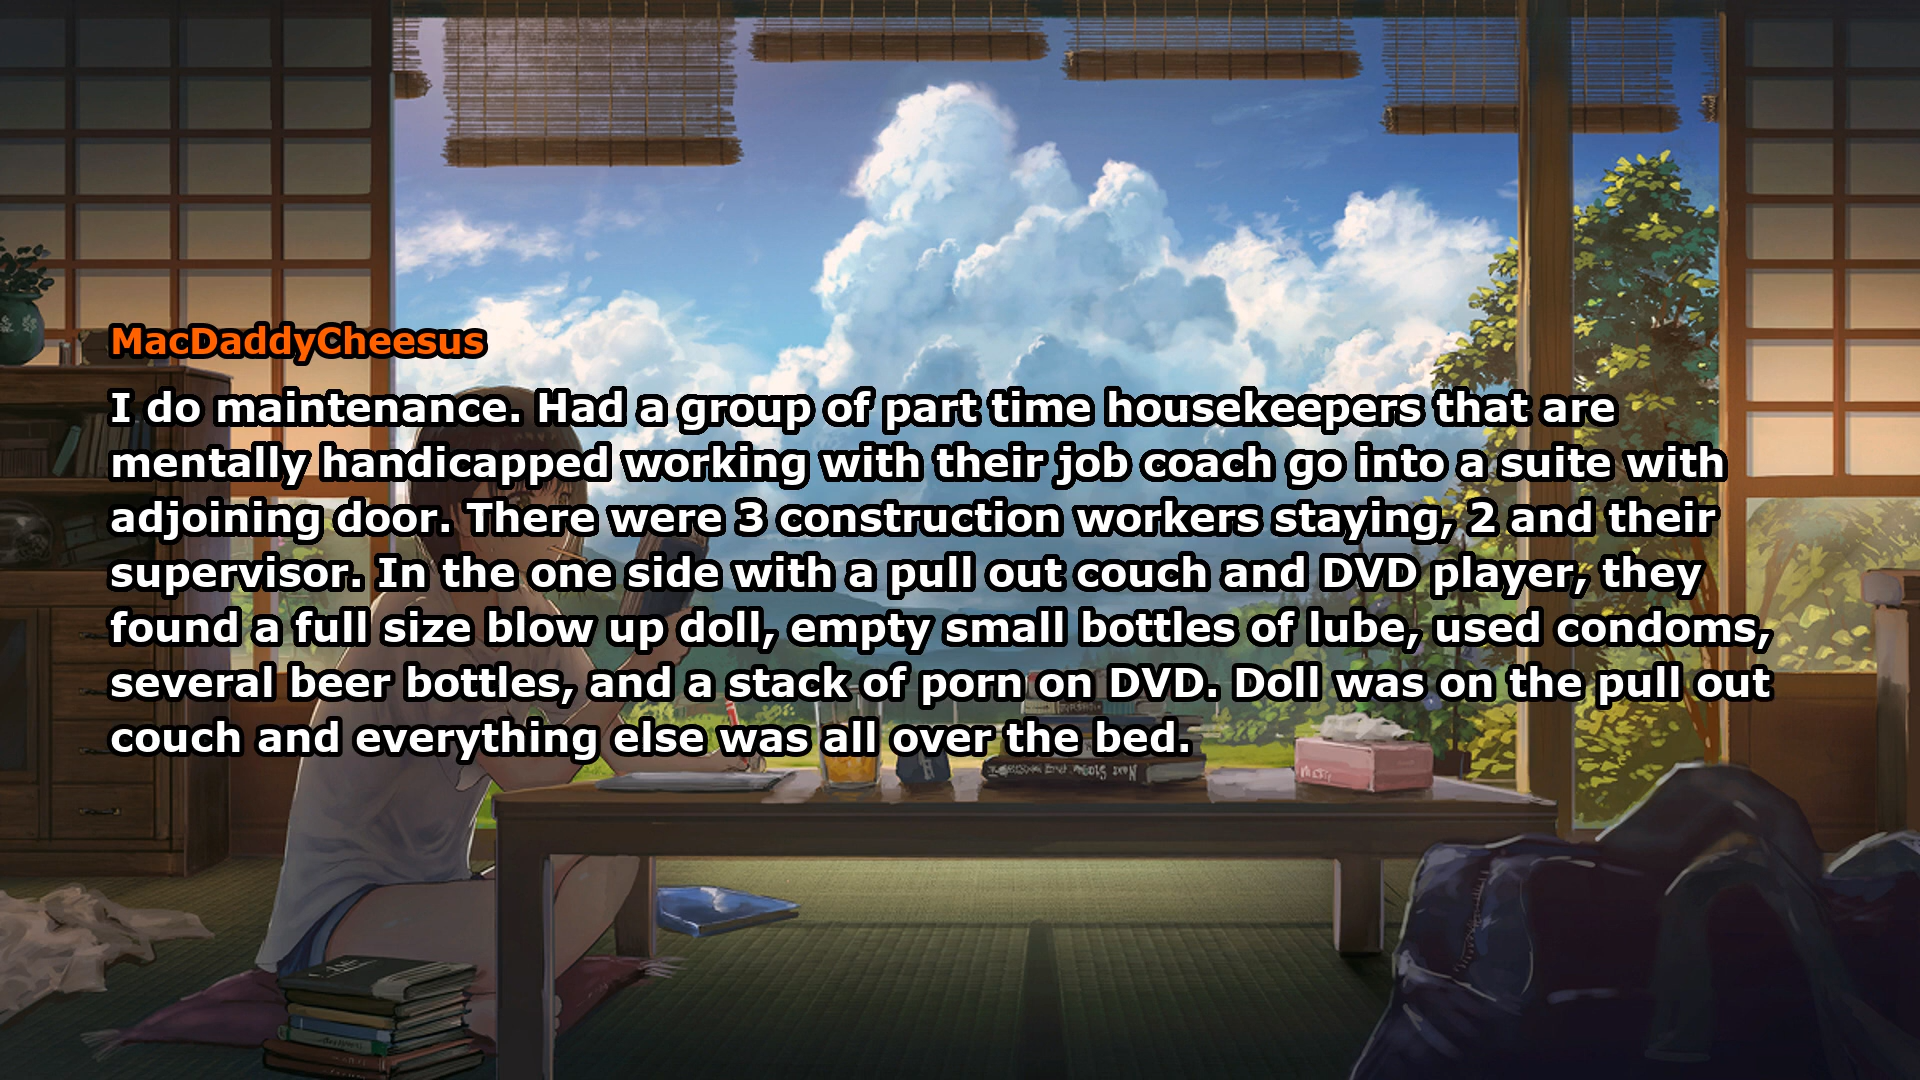 MacDaddyCheesus
I do maintenance. Had a group of part time housekeepers that are
mentally handicapped working with their job coach go into a suite with
adjoining door. There were 3 construction workers staying, 2 and their
supervisor. In the one side with a pull out couch and DVD player, they
found a full size blow up doll, empty small bottles of lube, used condoms,
several beer bottles, and a stack of porn on DVD. Doll was on the pull out
couch and everything else was all over the bed.